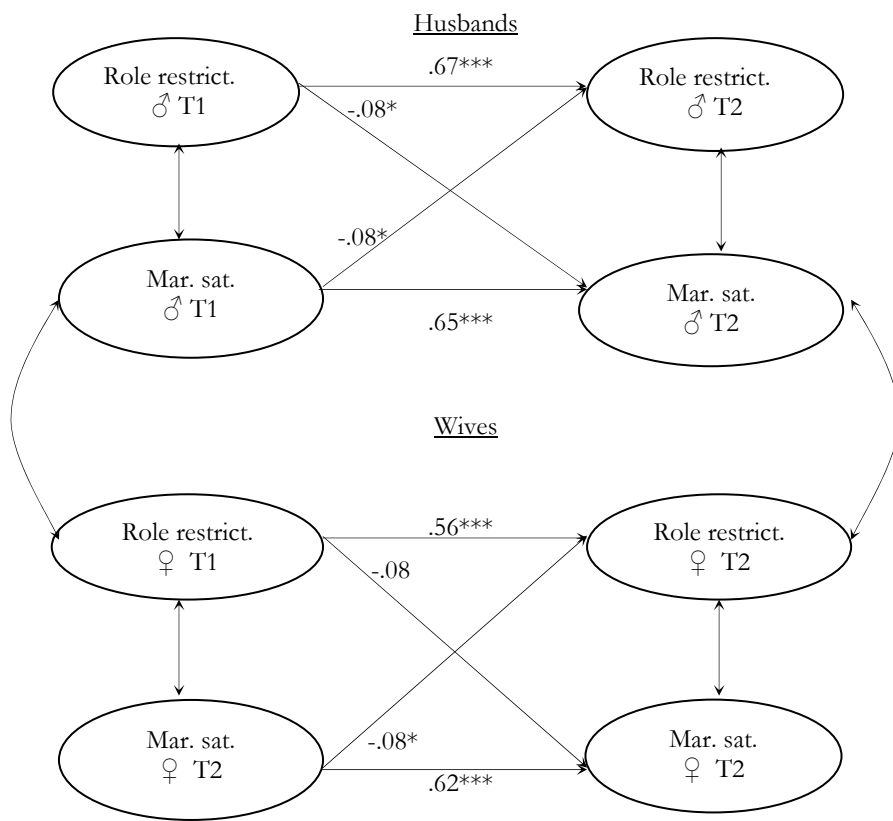 Husbands
Role restrict.
♂ T1
.67***
Role restrict.
♂ T2
-.08*
-.08*
Mar. sat.
♂ T1
.65***
Mar. sat.
♂ T2
Wives
Role restrict.
♀ T1
.56***
Role restrict.
♀ T2
-.08
-.08*
Mar. sat.
♀ T2
.62***
Mar. sat.
♀ T2